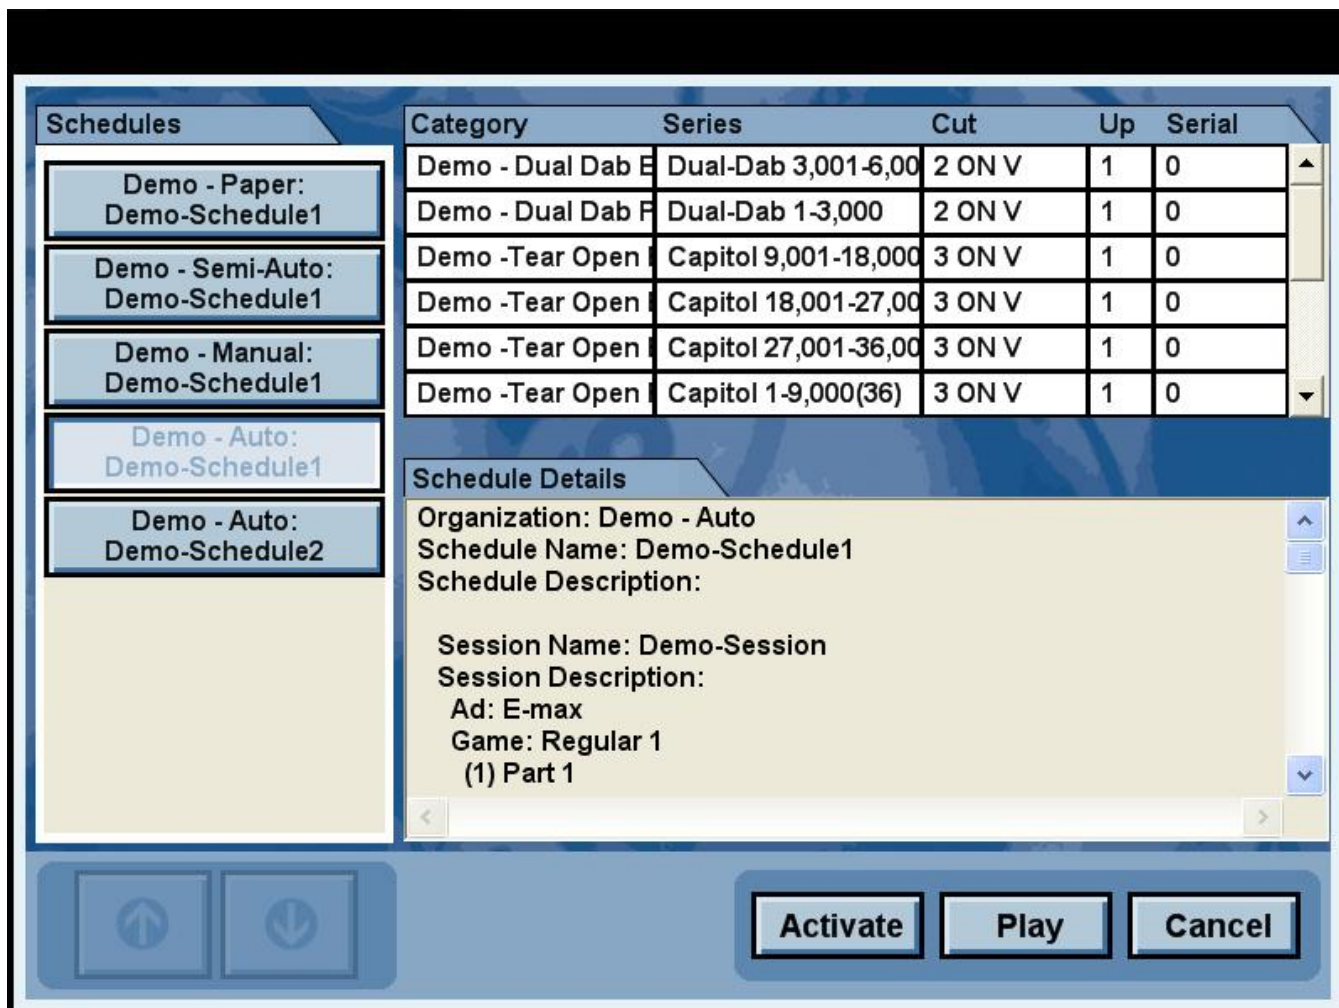 Schedules
Demo - Paper:
Demo-Schedule1
Demo - Semi-Auto:
Demo-Schedule1
Demo - Manual:
Demo-Schedule1
Demo - Auto:
Demo-Schedule1
Demo - Auto:
Demo-Schedule2
Category Series Cut Up Serial
Demo - Dual Dab E Dual-Dab 3,001-6,00 2 ON V 1 0
Demo - Dual Dab P Dual-Dab 1-3,000 2 ON V 1 0
Demo -Tear Open Capitol 9,001-18,000 3 ON V 1 0
Demo -Tear Open Capitol 18,001-27,00 3 ON V 1 0
Demo -Tear Open Capitol 27,001-36,00 3 ON V 1 0
Demo -Tear Open Capitol 1-9,000(36) 3 ON V 1 0
Schedule Details
Organization: Demo - Auto
Schedule Name: Demo-Schedule1
Schedule Description:
Session Name: Demo-Session
Session Description:
Ad: E-max
Game: Regular 1
(1) Part 1
Activate Play Cancel